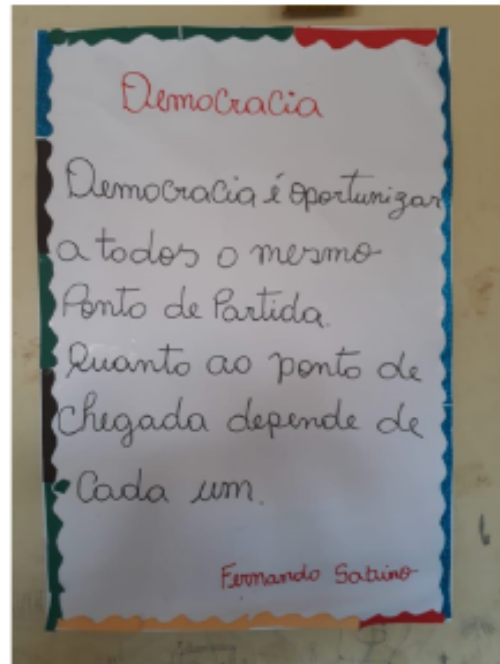 Democracia
Democracia é oportunizar
a todos o mesmo
Ponto de Partida.
Quanto ao ponto de
chegada depende de
Cada um.
Fernando Sabino